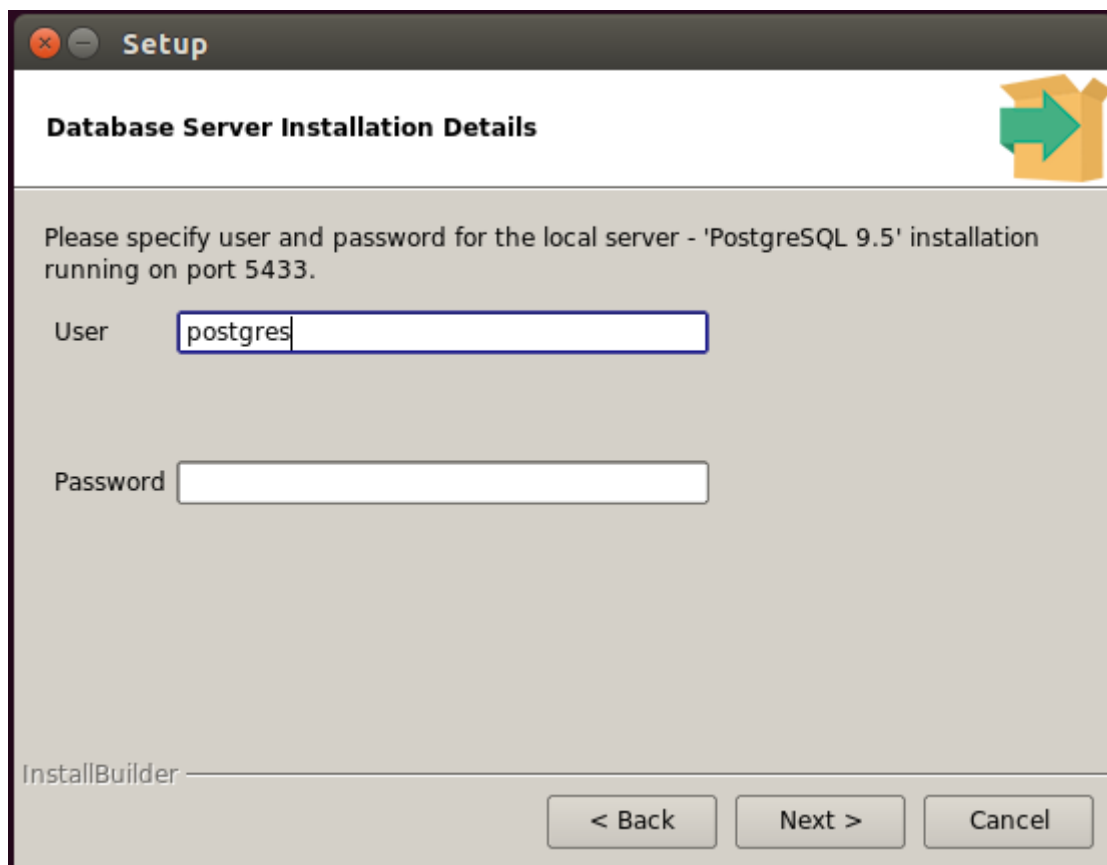 Setup
Database Server Installation Details
Please specify user and password for the local server - 'PostgreSQL 9.5' installation
running on port 5433.
User postgres
Password
InstallBuilder
< Back Next > Cancel